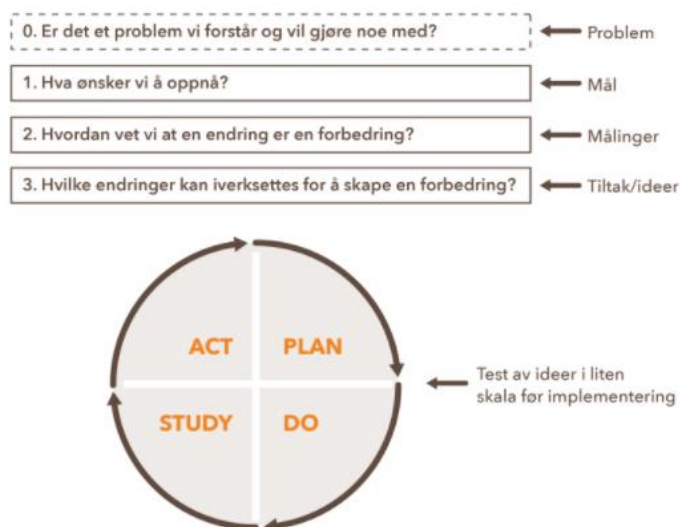 0. Er det et problem vi forstår og vil gjøre noe med?
Problem
1. Hva ønsker vi å oppnå?
Mål
2. Hvordan vet vi at en endring er en forbedring?
Målinger
3. Hvilke endringer kan iverksettes for å skape en forbedring?
Tiltak/ideer
ACT
PLAN
STUDY
DO
Test av ideer i liten
skala før implementering